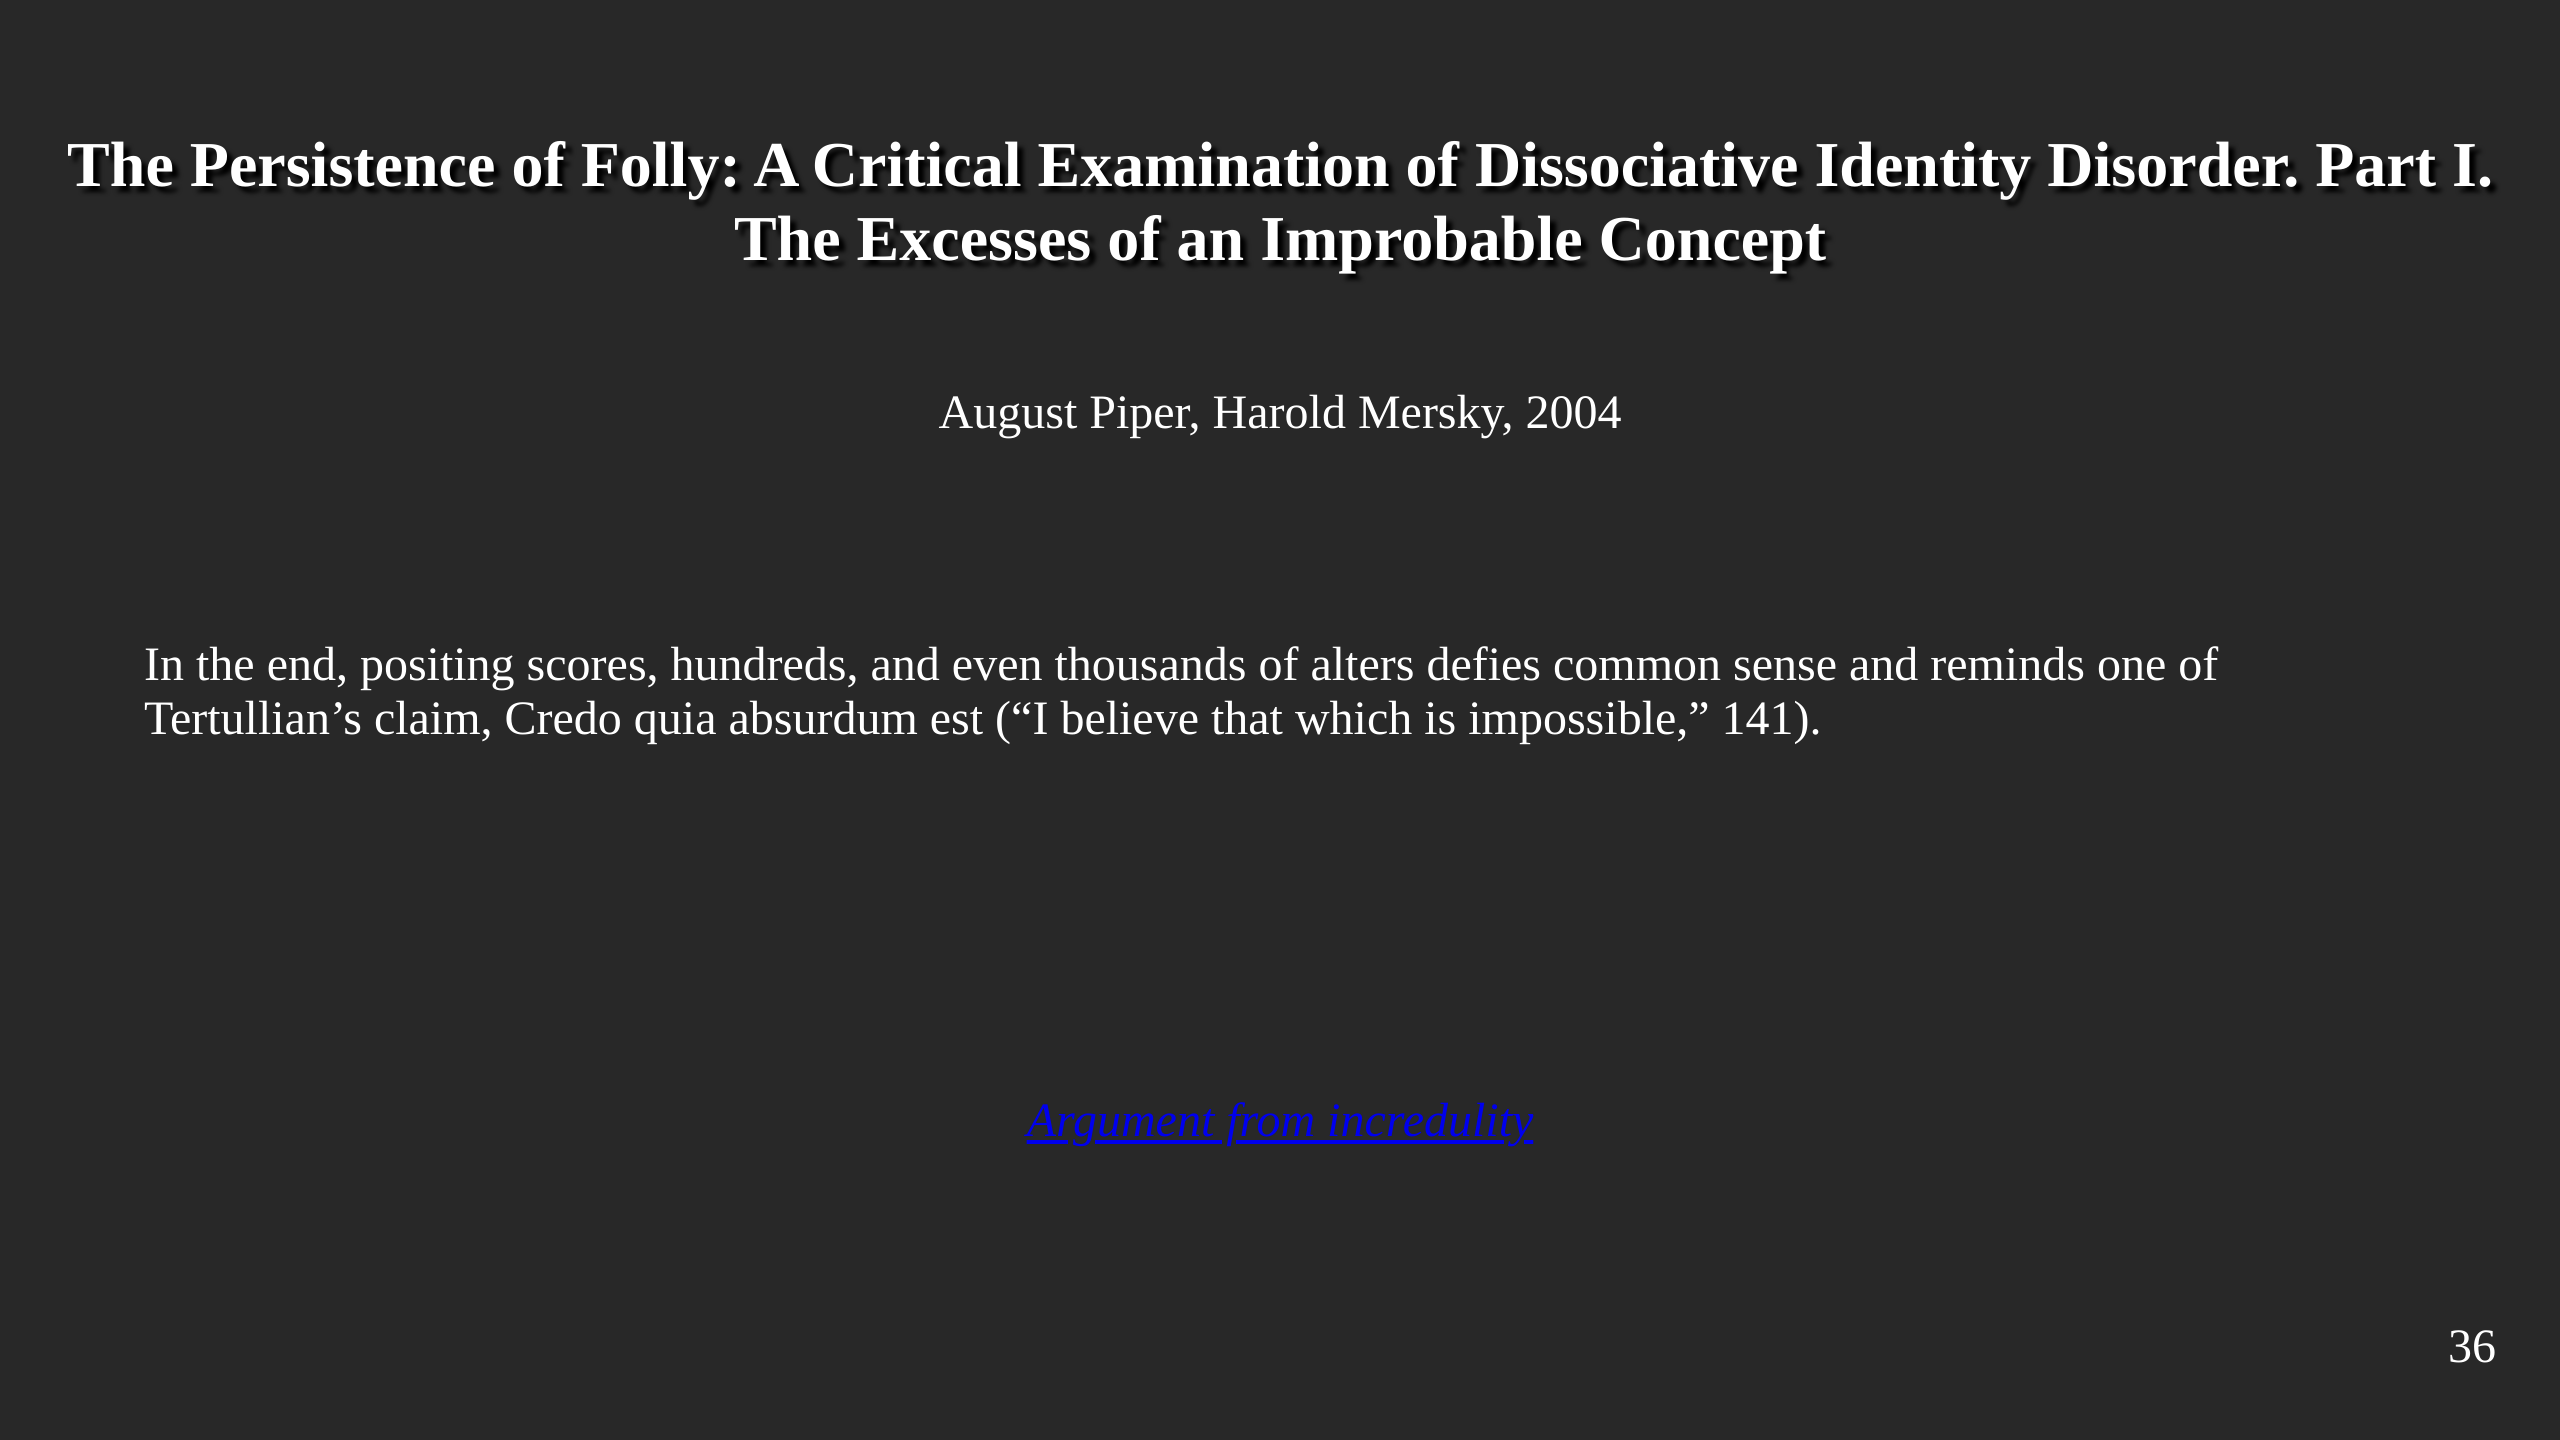 The Persistence of Folly: A Critical Examination of Dissociative Identity Disorder. Part I.
The Excesses of an Improbable Concept
August Piper, Harold Mersky, 2004
In the end, positing scores, hundreds, and even thousands of alters defies common sense and reminds one of
Tertullian’s claim, Credo quia absurdum est (“I believe that which is impossible,” 141).
Argument from incredulity
36